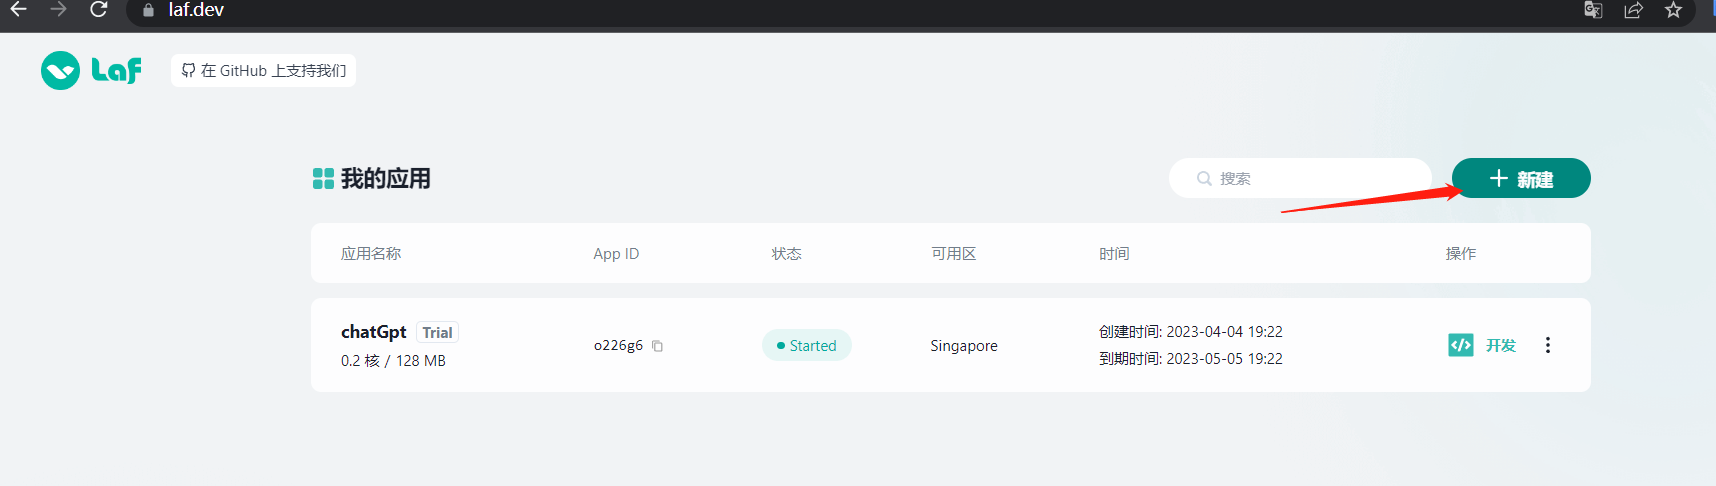 laf.dev
Laf 在 GitHub 上支持我们
我的应用
搜索
新建
应用名称 App ID 状态 可用区 时间 操作
chatGpt Trial
0.2 核 / 128 MB
o226g6
Started
Singapore
创建时间: 2023-04-04 19:22
到期时间: 2023-05-05 19:22
开发